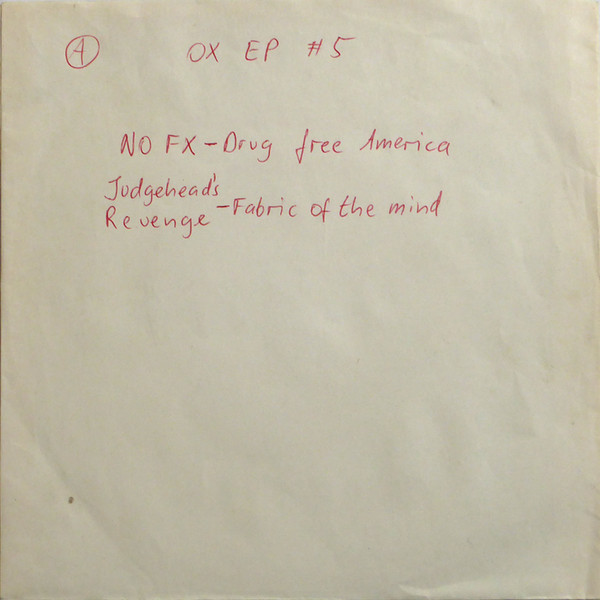 A OX EP #5
NO FX - Drug free America
Judgehead's
Revenge - Fabric of the mind